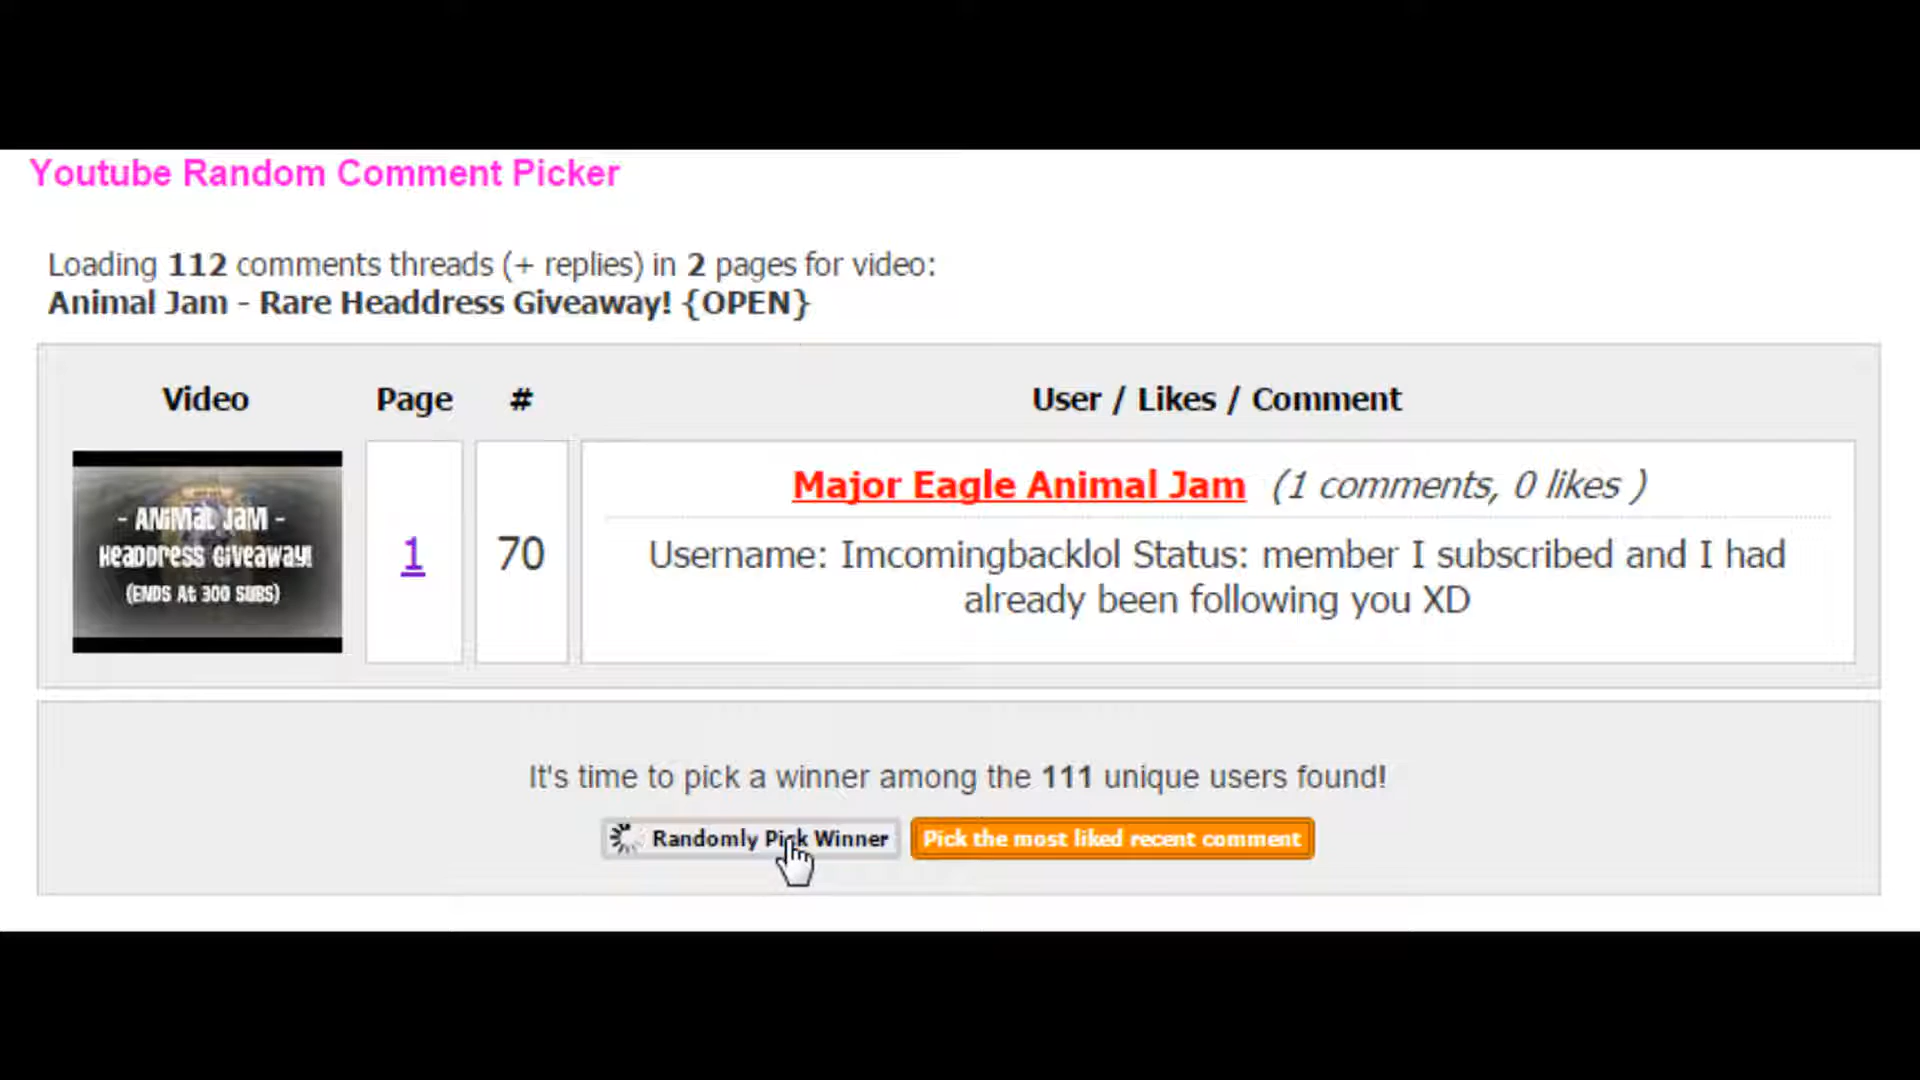 Youtube Random Comment Picker
Loading 112 comments threads (+ replies) in 2 pages for video:
Animal Jam - Rare Headdress Giveaway! {OPEN}
Video Page # User / Likes / Comment
- ANIMAL JAM -
HEADDRESS GIVEAWAY!
(ENDS AT 300 SUBS)
1
70
Major Eagle Animal Jam (1 comments, 0 likes )
Username: Imcomingbacklol Status: member I subscribed and I had
already been following you XD
It's time to pick a winner among the 111 unique users found!
Randomly Pick Winner Pick the most liked recent comment